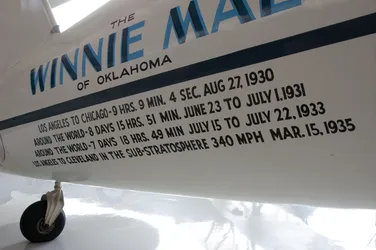 THE
WINNIE MAE
OF OKLAHOMA
LOS ANGELES TO CHICAGO-9 HRS. 9 MIN. 4 SEC. AUG 27, 1930
AROUND THE WORLD-8 DAYS 15 HRS. 51 MIN. JUNE 23 TO JULY 1.1931
AROUND THE WORLD-7 DAYS 18 HRS. 49 MIN JULY 15 TO JULY 22, 1933
LOS ANGELES TO CLEVELAND IN THE SUB-STRATOSPHERE 340 MPH MAR. 15, 1935